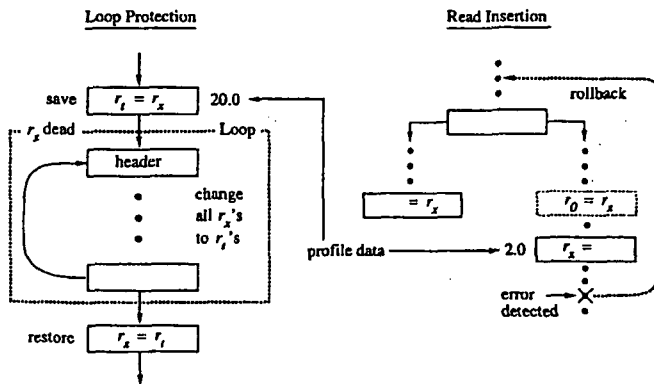 Loop Protection
save
r_t = r_x
20.0
r_x dead
Loop
header
change
all r_x's
to r_t's
restore
r_x = r_t
Read Insertion
rollback
= r_x
r_0 = r_x
profile data
2.0
r_x =
error
detected